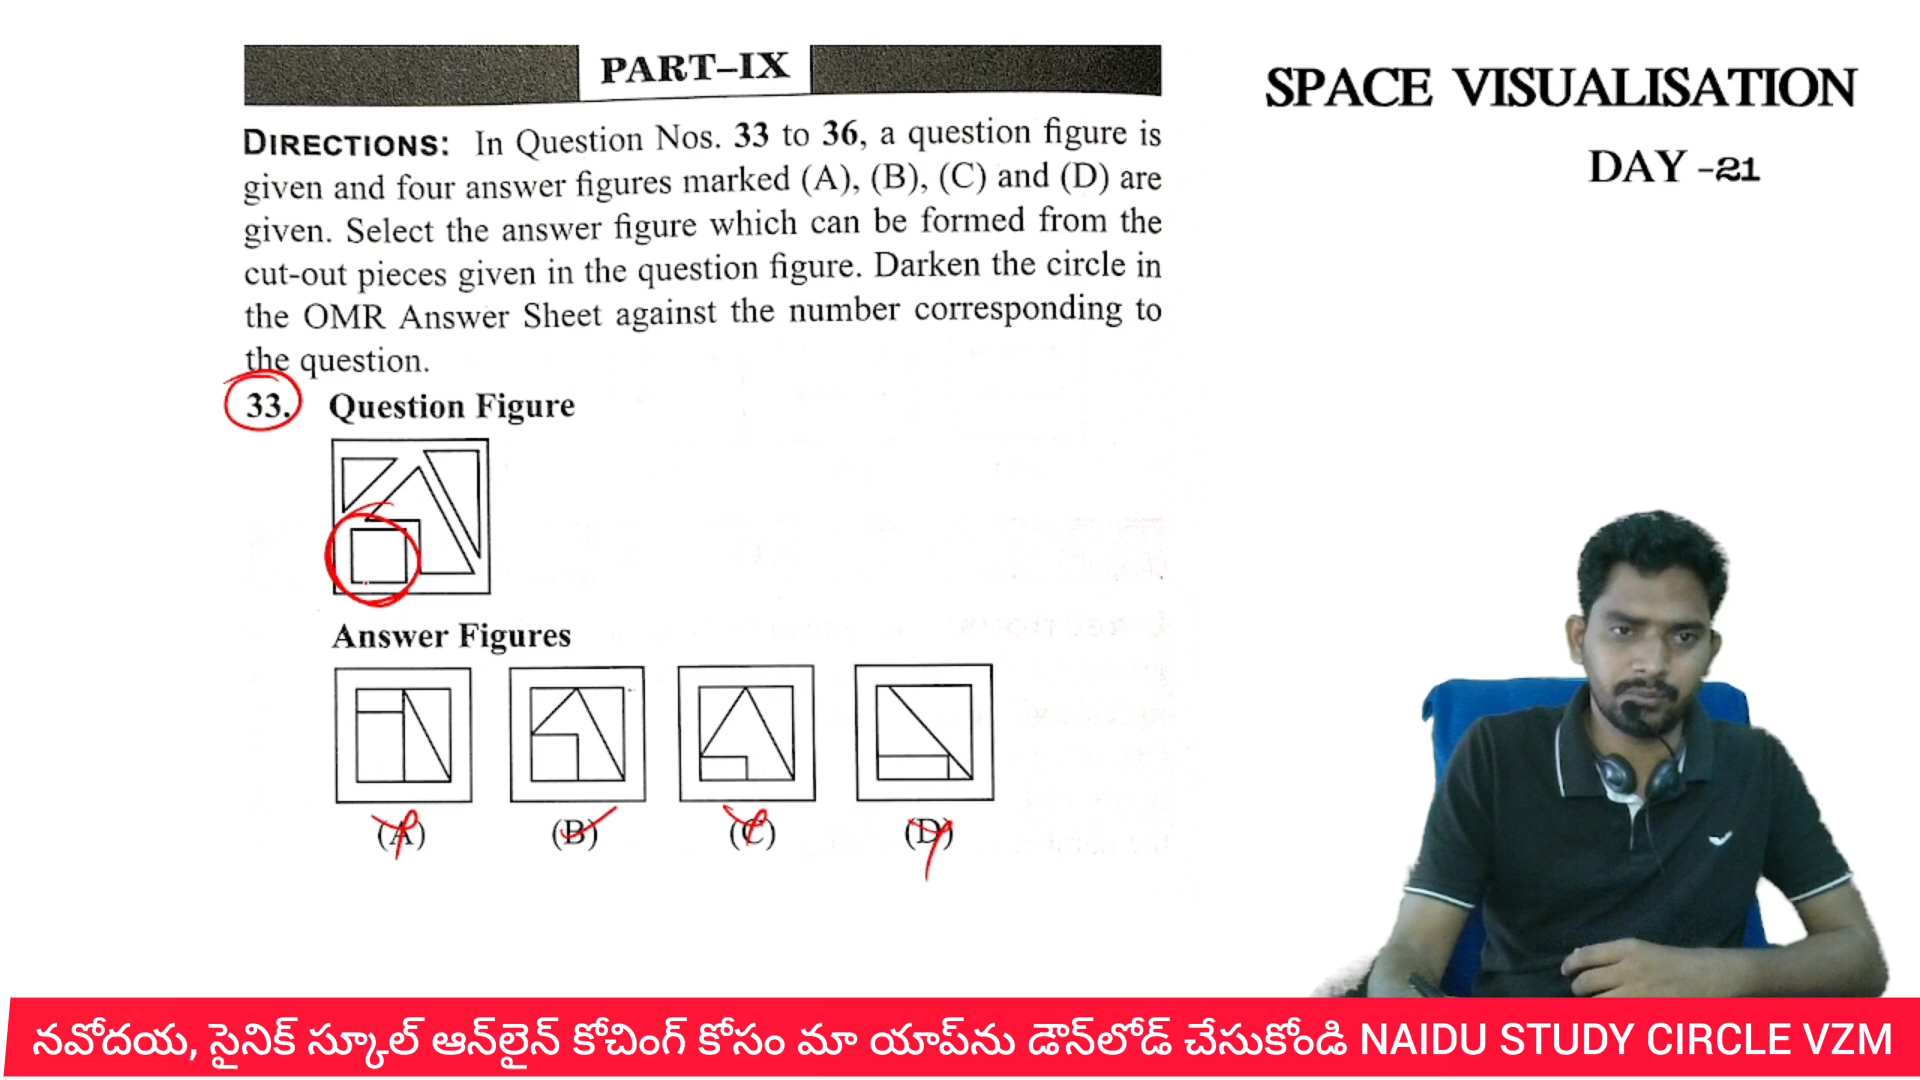 PART–IX
SPACE VISUALISATION
DAY -21
DIRECTIONS: In Question Nos. 33 to 36, a question figure is
given and four answer figures marked (A), (B), (C) and (D) are
given. Select the answer figure which can be formed from the
cut-out pieces given in the question figure. Darken the circle in
the OMR Answer Sheet against the number corresponding to
the question.
33. Question Figure
Answer Figures
(A) (B) (C) (D)
నవోదయ, సైనిక్ స్కూల్ ఆన్‌లైన్ కోచింగ్ కోసం మా యాప్‌ను డౌన్‌లోడ్ చేసుకోండి NAIDU STUDY CIRCLE VZM